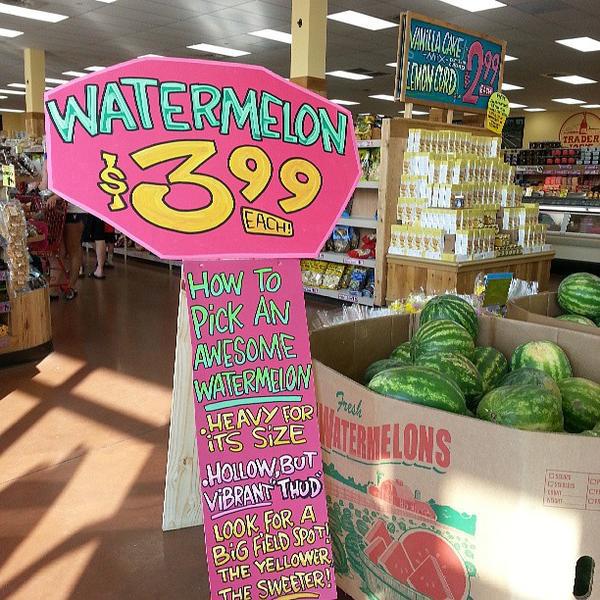 WATERMELON
$3.99
EACH!
HOW TO
PICK AN
AWESOME
WATERMELON
•HEAVY FOR
ITS SIZE
•HOLLOW, BUT
VIBRANT "THUD"
LOOK FOR A
BIG FIELD SPOT!
THE YELLOWER
THE SWEETER!
VANILLA CAKE
MIX
LEMON CURD
$2.99
TRADER
Fresh
WATERMELONS